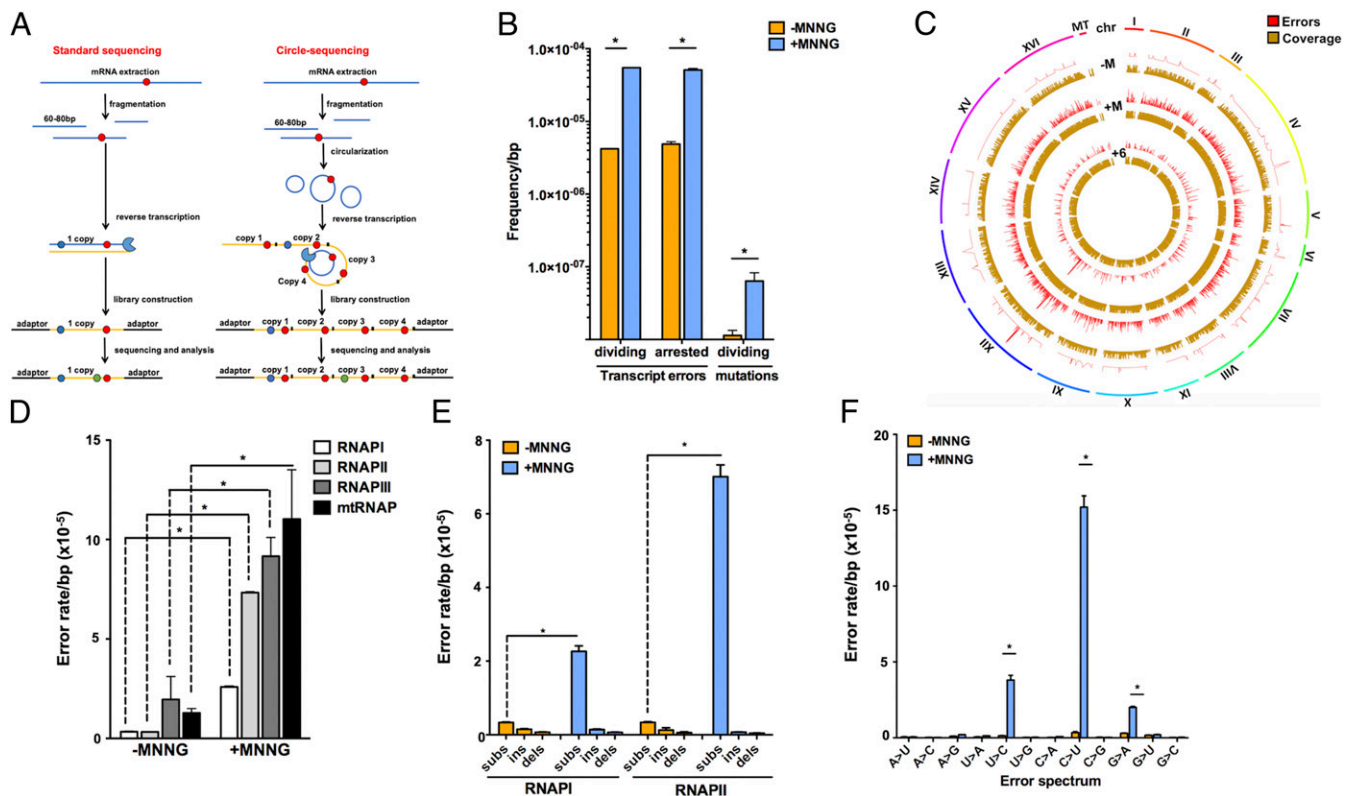 A
Standard sequencing
Circle-sequencing
mRNA extraction
mRNA extraction
fragmentation
fragmentation
60-80bp
60-80bp
circularization
reverse transcription
reverse transcription
1 copy
copy 1
copy 2
copy 3
Copy 4
library construction
library construction
adaptor
1 copy
adaptor
adaptor
copy 1
copy 2
copy 3
copy 4
adaptor
sequencing and analysis
sequencing and analysis
adaptor
1 copy
adaptor
adaptor
copy 1
copy 2
copy 3
copy 4
adaptor
B
-MNNG
+MNNG
Frequency/bp
1.0×10⁻⁰⁴
1.0×10⁻⁰⁵
1.0×10⁻⁰⁶
1.0×10⁻⁰⁷
*
*
*
dividing
arrested
dividing
Transcript errors
mutations
C
Errors
Coverage
MT
chr
I
II
III
IV
V
VI
VII
VIII
XI
X
IX
XII
XIII
XIV
XV
XVI
-M
+M
+6
D
Error rate/bp (x10⁻⁵)
15
10
5
0
RNAPI
RNAPII
RNAPIII
mtRNAP
*
*
*
*
-MNNG
+MNNG
E
-MNNG
+MNNG
Error rate/bp (x10⁻⁵)
8
6
4
2
0
*
*
subs
ins
dels
subs
ins
dels
subs
ins
dels
subs
ins
dels
RNAPI
RNAPII
F
-MNNG
+MNNG
Error rate/bp (x10⁻⁵)
20
15
10
5
0
*
*
*
A>U
A>C
A>G
U>A
U>C
U>G
C>A
C>U
C>G
G>A
G>U
G>C
Error spectrum